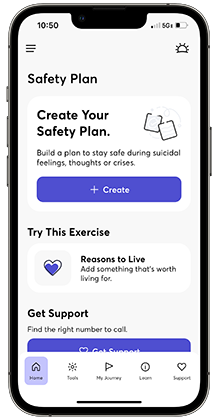 10:50
5G
Safety Plan
Create Your
Safety Plan.
Build a plan to stay safe during suicidal
feelings, thoughts or crises.
+ Create
Try This Exercise
Reasons to Live
Add something that's worth
living for.
Get Support
Find the right number to call.
Get Support
Home Tools My Journey Learn Support